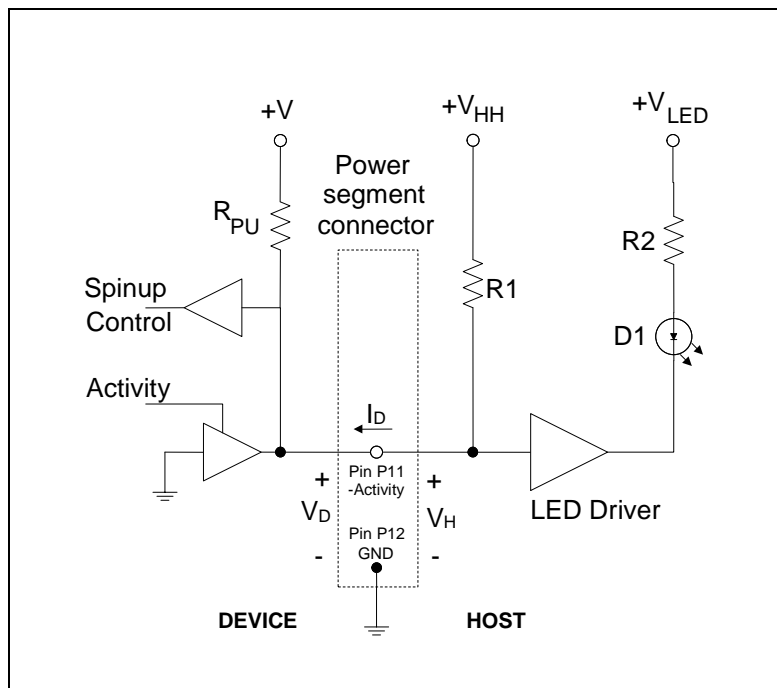 +V
+VHH
+VLED
Power
segment
connector
RPU
R1
R2
Spinup
Control
D1
Activity
ID
Pin P11
-Activity
+
+
VD
VH
LED Driver
Pin P12
GND
-
-
DEVICE
HOST